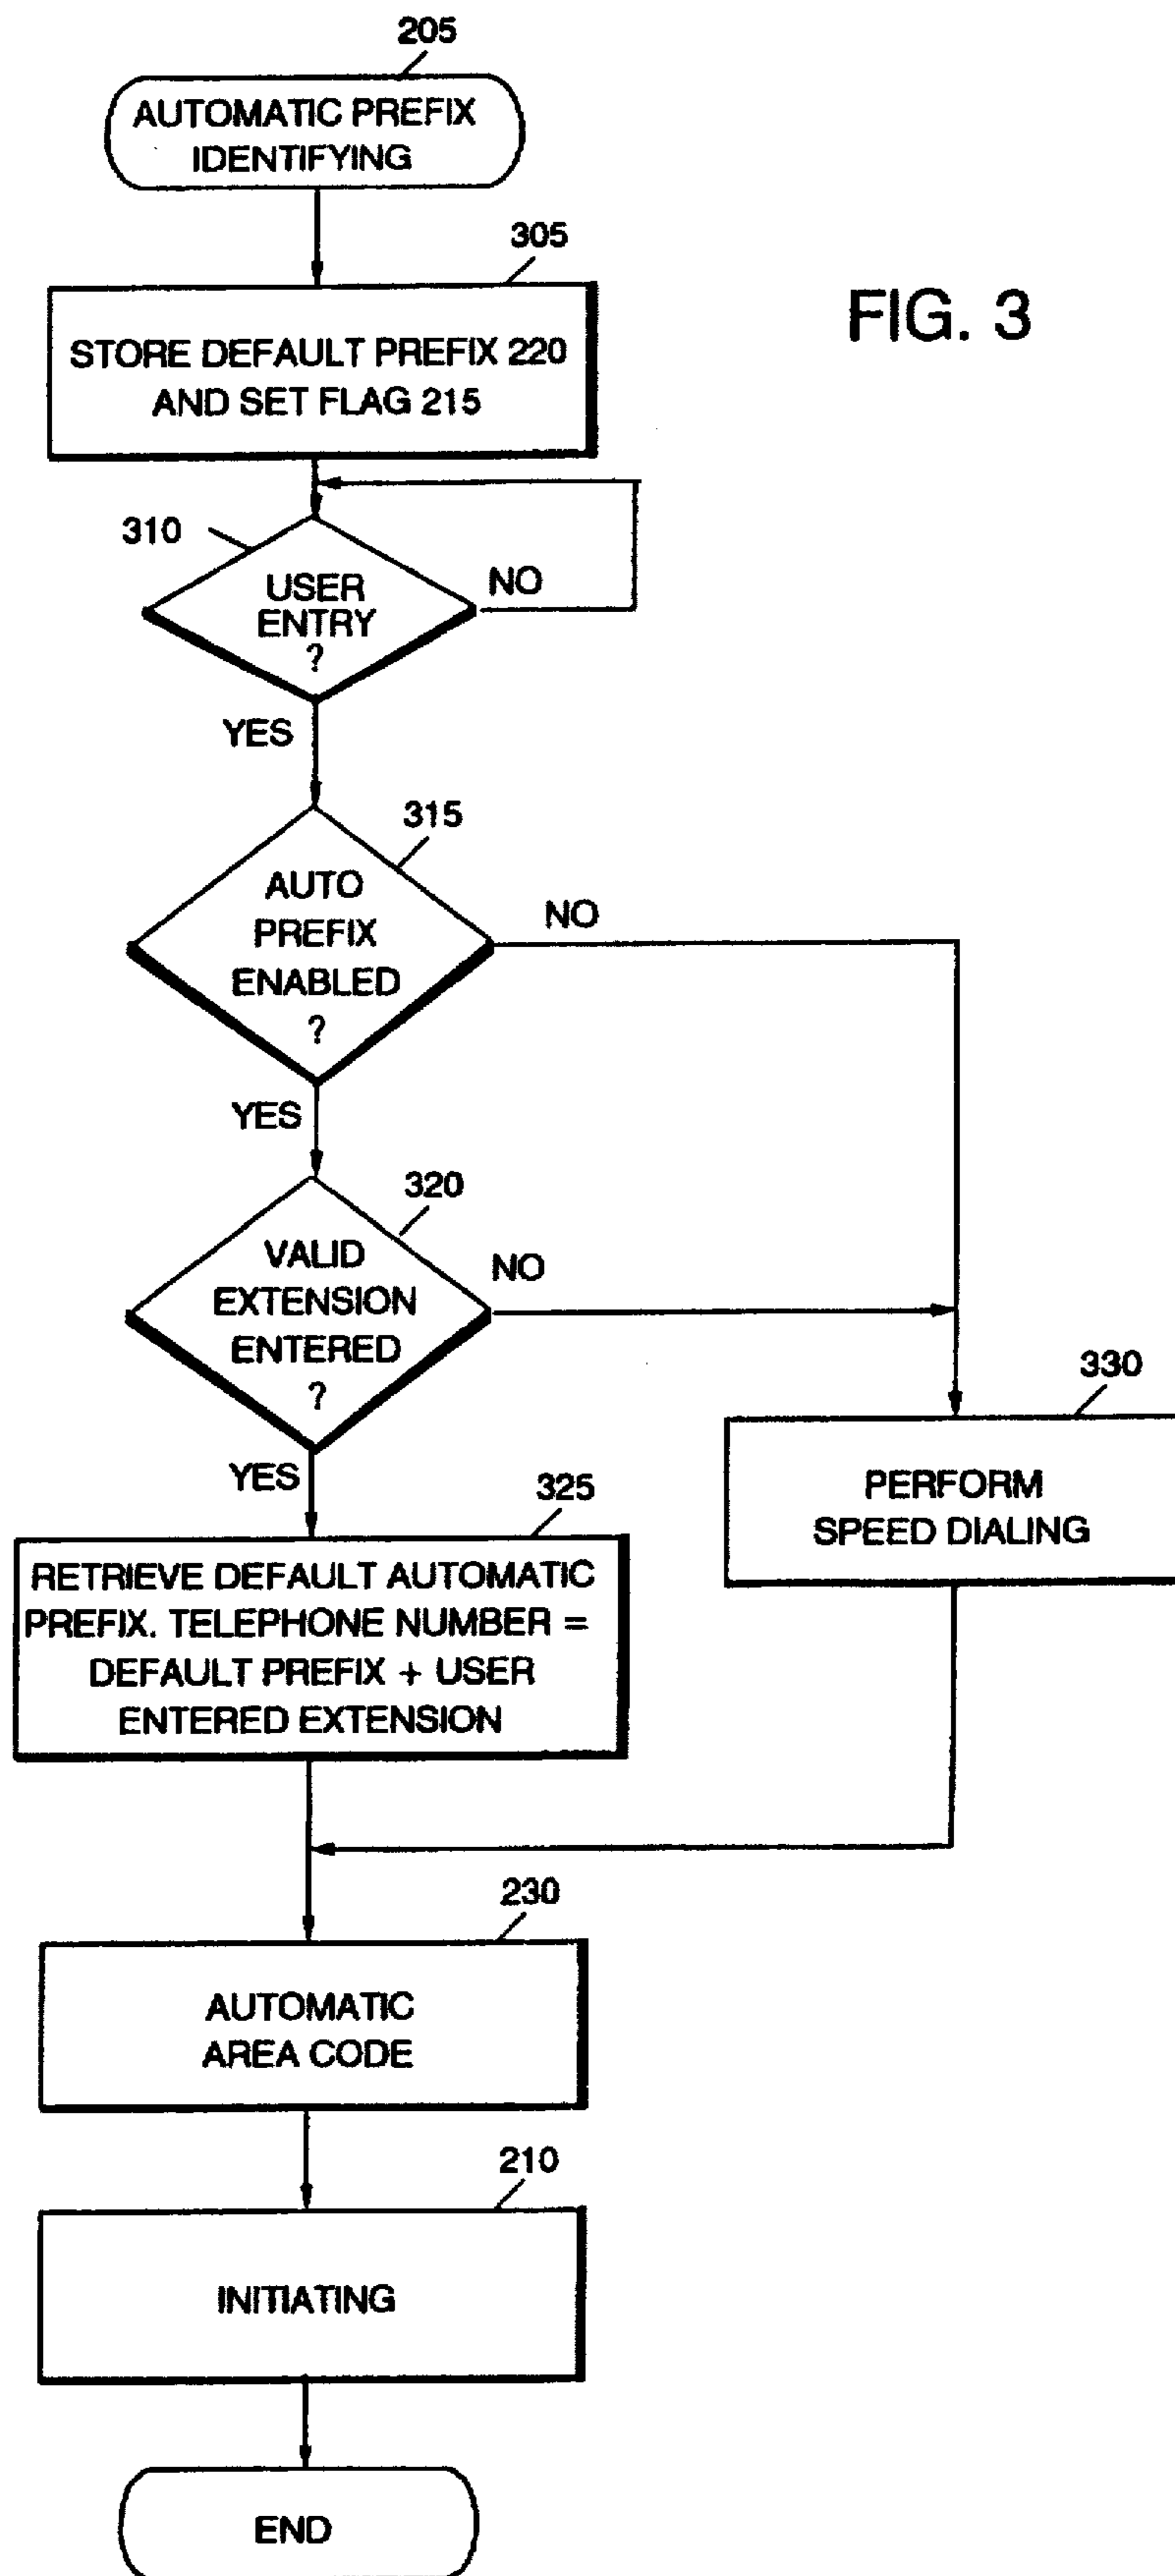 205
AUTOMATIC PREFIX
IDENTIFYING
305
STORE DEFAULT PREFIX 220
AND SET FLAG 215
FIG. 3
310
USER
ENTRY
?
NO
YES
315
AUTO
PREFIX
ENABLED
?
NO
YES
320
VALID
EXTENSION
ENTERED
?
NO
YES
330
PERFORM
SPEED DIALING
325
RETRIEVE DEFAULT AUTOMATIC
PREFIX. TELEPHONE NUMBER =
DEFAULT PREFIX + USER
ENTERED EXTENSION
230
AUTOMATIC
AREA CODE
210
INITIATING
END